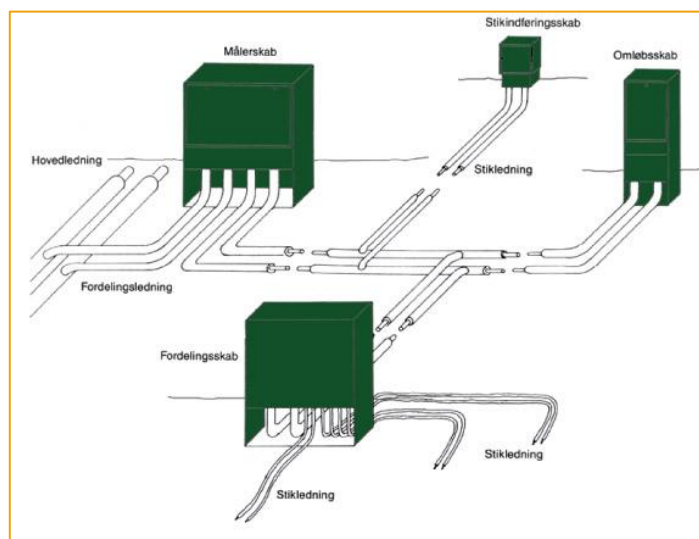 Stikindføringsskab
Målerskab
Omløbsskab
Hovedledning
Stikledning
Fordelingsledning
Fordelingsskab
Stikledning
Stikledning